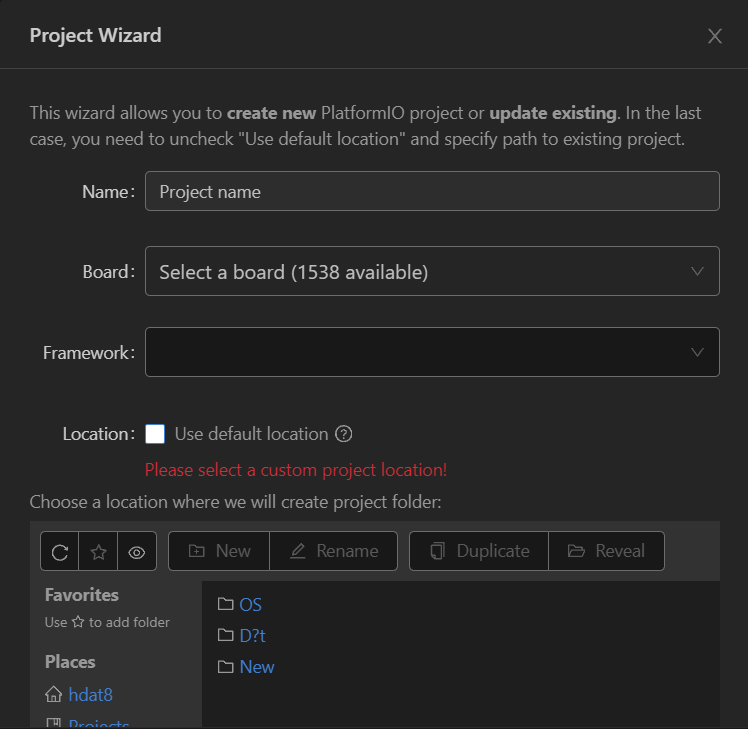 Project Wizard
This wizard allows you to create new PlatformIO project or update existing. In the last
case, you need to uncheck "Use default location" and specify path to existing project.
Name:
Project name
Board:
Select a board (1538 available)
Framework:
Location:
Use default location
Please select a custom project location!
Choose a location where we will create project folder:
New
Rename
Duplicate
Reveal
Favorites
Use ☆ to add folder
Places
hdat8
Projects
OS
D?t
New